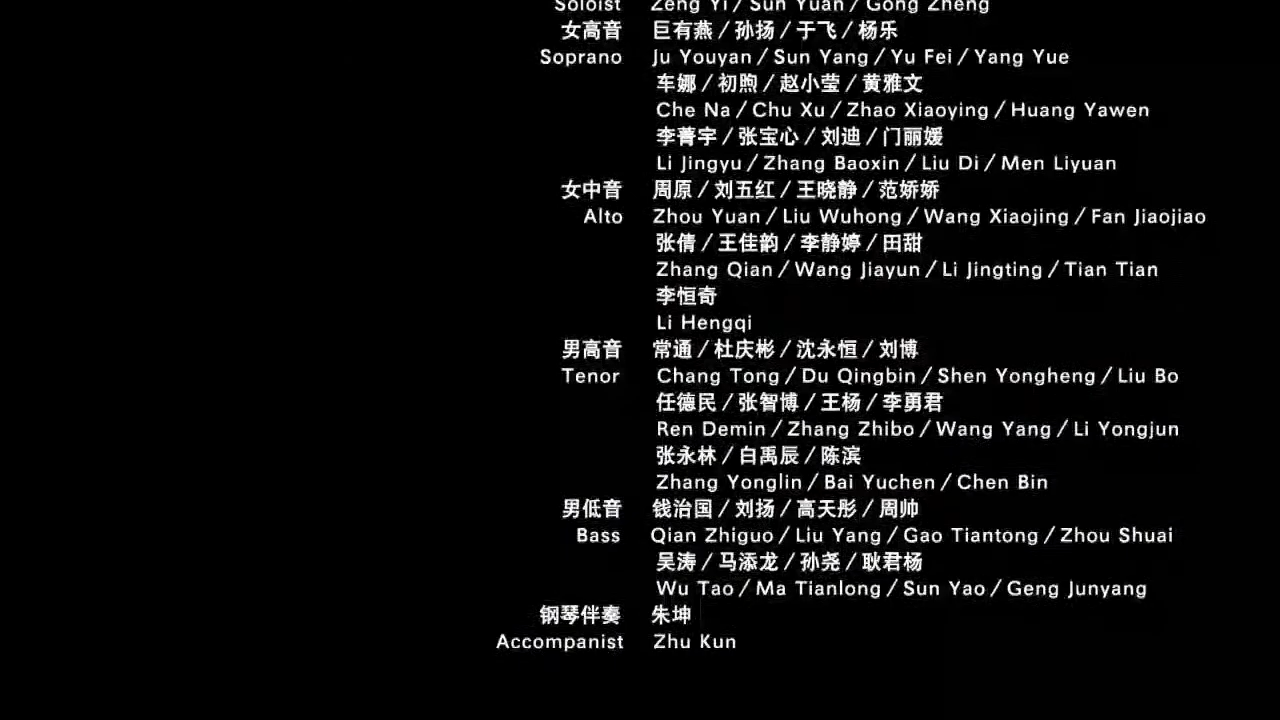 Soloist Zeng Yi / Sun Yuan / Gong Zheng
女高音 巨有燕 / 孙扬 / 于飞 / 杨乐
Soprano Ju Youyan / Sun Yang / Yu Fei / Yang Yue
车娜 / 初煦 / 赵小莹 / 黄雅文
Che Na / Chu Xu / Zhao Xiaoying / Huang Yawen
李菁宇 / 张宝心 / 刘迪 / 门丽媛
Li Jingyu / Zhang Baoxin / Liu Di / Men Liyuan
女中音 周原 / 刘五红 / 王晓静 / 范娇娇
Alto Zhou Yuan / Liu Wuhong / Wang Xiaojing / Fan Jiaojiao
张倩 / 王佳韵 / 李静婷 / 田甜
Zhang Qian / Wang Jiayun / Li Jingting / Tian Tian
李恒奇
Li Hengqi
男高音 常通 / 杜庆彬 / 沈永恒 / 刘博
Tenor Chang Tong / Du Qingbin / Shen Yongheng / Liu Bo
任德民 / 张智博 / 王杨 / 李勇君
Ren Demin / Zhang Zhibo / Wang Yang / Li Yongjun
张永林 / 白禹辰 / 陈滨
Zhang Yonglin / Bai Yuchen / Chen Bin
男低音 钱治国 / 刘扬 / 高天彤 / 周帅
Bass Qian Zhiguo / Liu Yang / Gao Tiantong / Zhou Shuai
吴涛 / 马添龙 / 孙尧 / 耿君杨
Wu Tao / Ma Tianlong / Sun Yao / Geng Junyang
钢琴伴奏 朱坤
Accompanist Zhu Kun